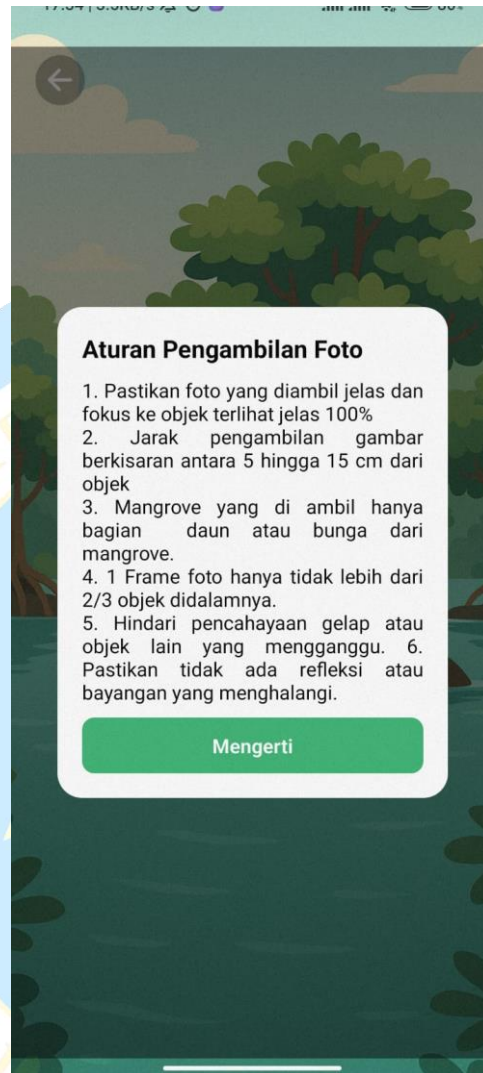 Aturan Pengambilan Foto
1. Pastikan foto yang diambil jelas dan
fokus ke objek terlihat jelas 100%
2. Jarak pengambilan gambar
berkisaran antara 5 hingga 15 cm dari
objek
3. Mangrove yang di ambil hanya
bagian daun atau bunga dari
mangrove.
4. 1 Frame foto hanya tidak lebih dari
2/3 objek didalamnya.
5. Hindari pencahayaan gelap atau
objek lain yang mengganggu. 6.
Pastikan tidak ada refleksi atau
bayangan yang menghalangi.
Mengerti